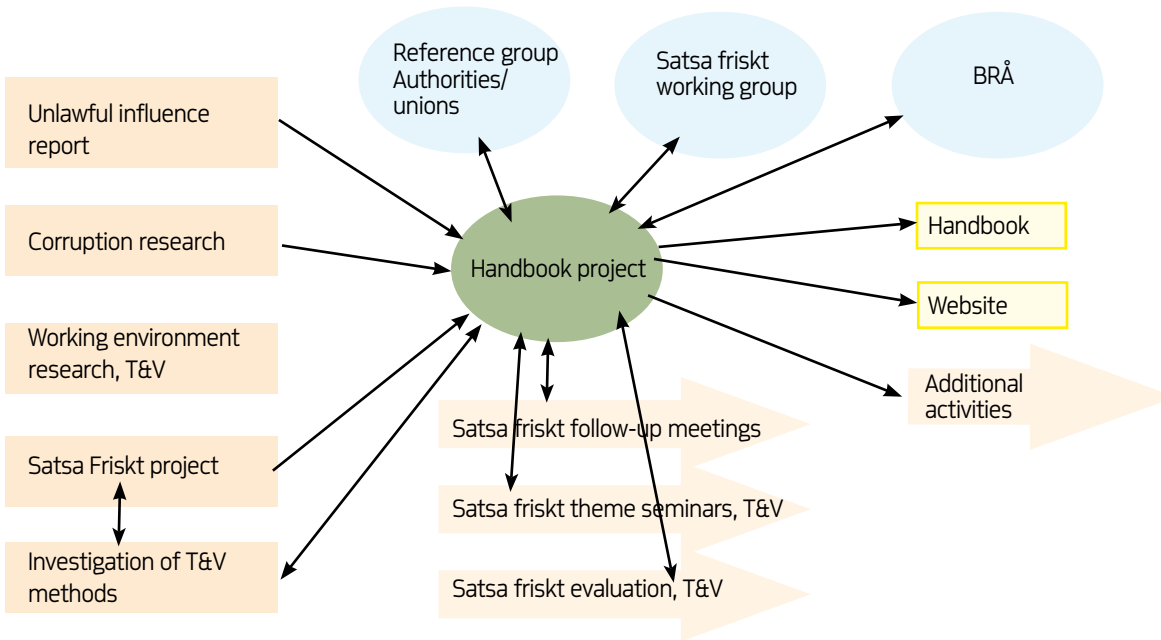 Reference group
Authorities/
unions
Satsa friskt
working group
BRÅ
Unlawful influence
report
Corruption research
Working environment
research, T&V
Satsa Friskt project
Investigation of T&V
methods
Handbook project
Handbook
Website
Additional
activities
Satsa friskt follow-up meetings
Satsa friskt theme seminars, T&V
Satsa friskt evaluation, T&V